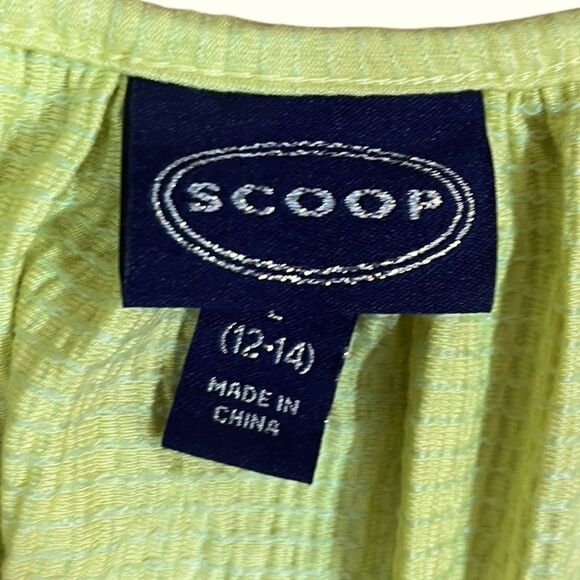 SCOOP
L
(12-14)
MADE IN
CHINA